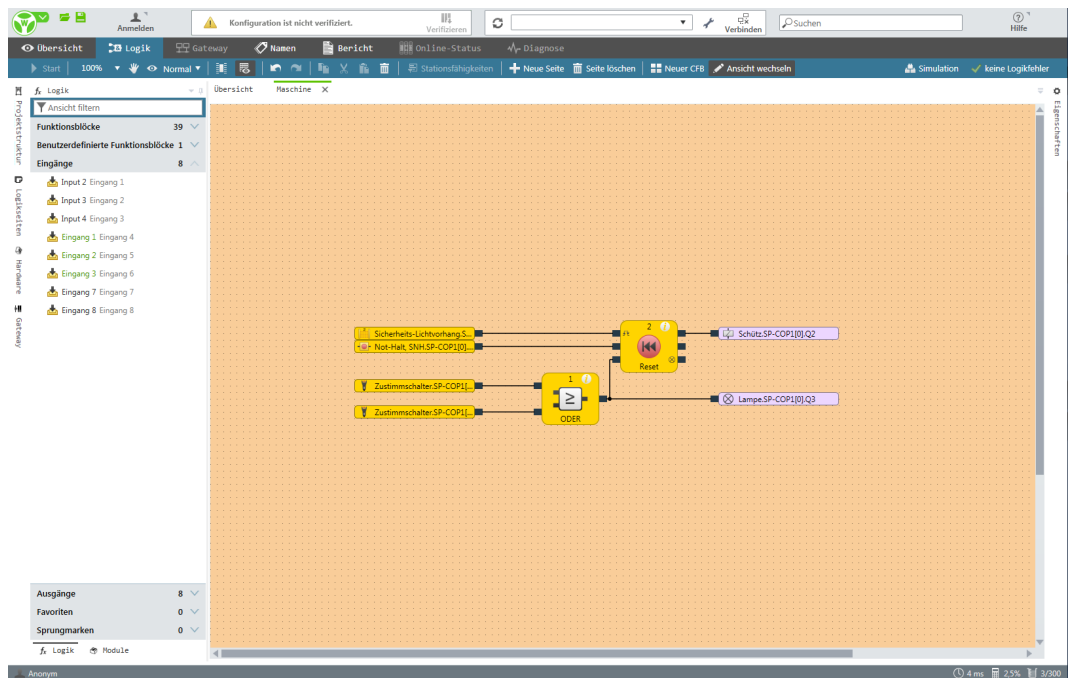 Anmelden
Konfiguration ist nicht verifiziert.
Verifizieren
Verbinden
Suchen
Hilfe
Übersicht Logik Gateway Namen Bericht Online-Status Diagnose
Start 100% Normal Stationsfähigkeiten Neue Seite Seite löschen Neuer CFB Ansicht wechseln Simulation keine Logikfehler
Projektstruktur
Logikseiten
Hardware
Gateway
fx Logik
Ansicht filtern
Funktionsblöcke 39
Benutzerdefinierte Funktionsblöcke 1
Eingänge 8
Input 2 Eingang 1
Input 3 Eingang 2
Input 4 Eingang 3
Eingang 1 Eingang 4
Eingang 2 Eingang 5
Eingang 3 Eingang 6
Eingang 7 Eingang 7
Eingang 8 Eingang 8
Ausgänge 8
Favoriten 0
Sprungmarken 0
fx Logik Module
Übersicht Maschine X
Eigenschaften
Sicherheits-Lichtvorhang.S...
Not-Halt, SNH.SP-COP1[0]....
Zustimmschalter.SP-COP1[...
Zustimmschalter.SP-COP1[...
1
≥
ODER
2
Reset
Schütz.SP-COP1[0].Q2
Lampe.SP-COP1[0].Q3
Anonym
4 ms 2,5% 3/300